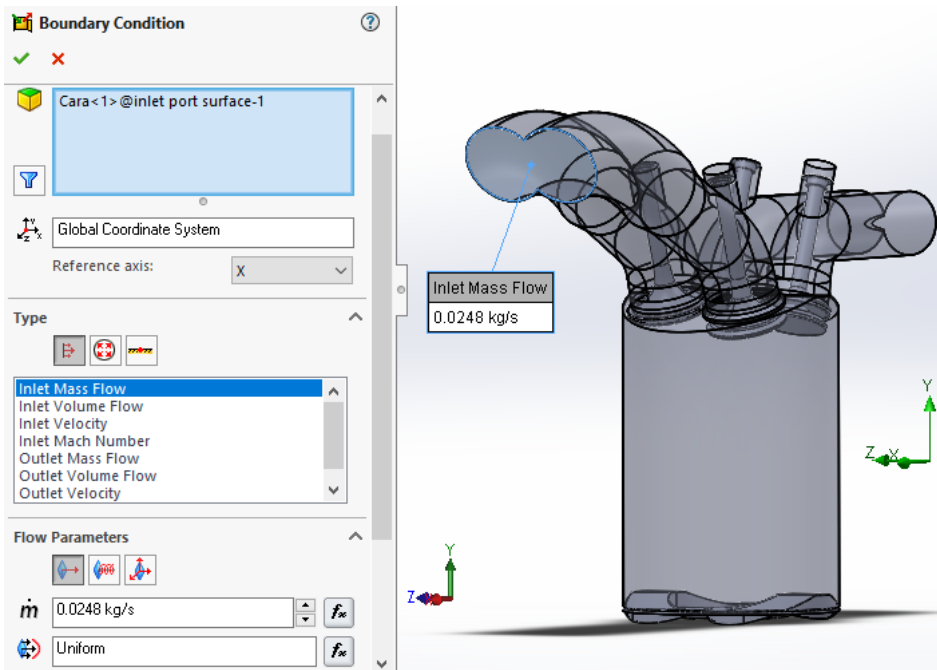 Boundary Condition
Cara<1>@inlet port surface-1
Global Coordinate System
Reference axis:
X
Type
Inlet Mass Flow
Inlet Volume Flow
Inlet Velocity
Inlet Mach Number
Outlet Mass Flow
Outlet Volume Flow
Outlet Velocity
Flow Parameters
ṁ
0.0248 kg/s
fx
Uniform
fx
Inlet Mass Flow
0.0248 kg/s
Y
Z
X
Y
Z